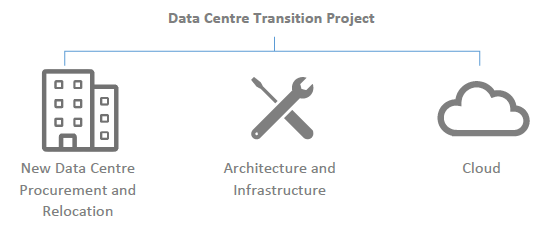 Data Centre Transition Project
New Data Centre
Procurement and
Relocation
Architecture and
Infrastructure
Cloud